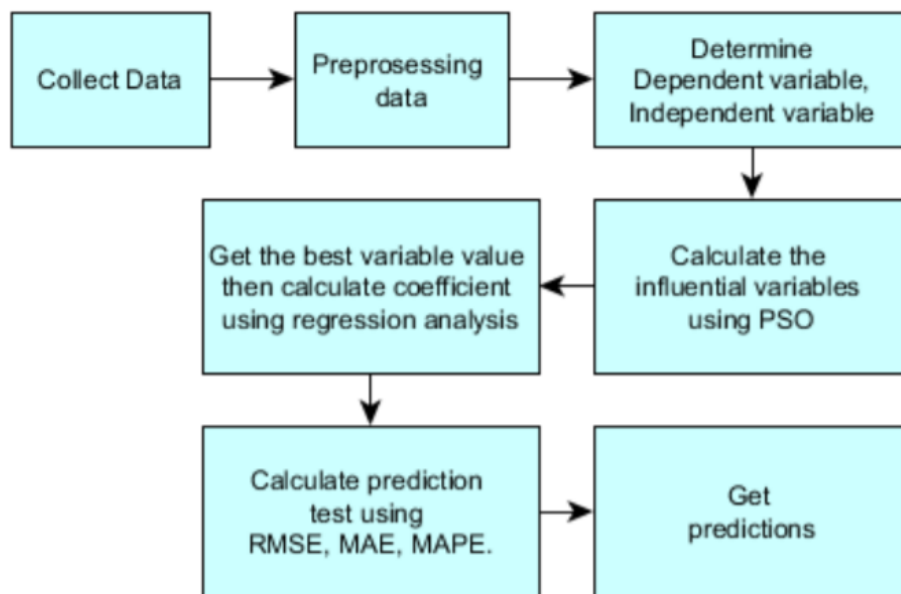 Collect Data
Preprosessing
data
Determine
Dependent variable,
Independent variable
Calculate the
influential variables
using PSO
Get the best variable value
then calculate coefficient
using regression analysis
Calculate prediction
test using
RMSE, MAE, MAPE.
Get
predictions